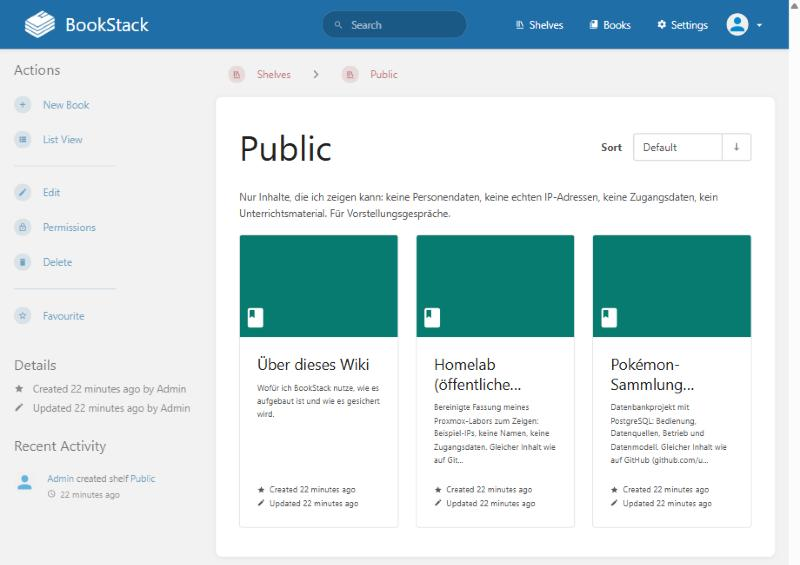 BookStack
Search
Shelves
Books
Settings
Actions
New Book
List View
Edit
Permissions
Delete
Favourite
Details
Created 22 minutes ago by Admin
Updated 22 minutes ago by Admin
Recent Activity
Admin created shelf Public
22 minutes ago
Shelves
Public
Public
Sort
Default
Nur Inhalte, die ich zeigen kann: keine Personendaten, keine echten IP-Adressen, keine Zugangsdaten, kein
Unterrichtsmaterial. Für Vorstellungsgespräche.
Über dieses Wiki
Wofür ich BookStack nutze, wie es
aufgebaut ist und wie es gesichert
wird.
Created 22 minutes ago
Updated 22 minutes ago
Homelab
(öffentliche...
Bereinigte Fassung meines
Proxmox-Labors zum Zeigen:
Beispiel-IPs, keine Namen, keine
Zugangsdaten. Gleicher Inhalt wie
auf Git...
Created 22 minutes ago
Updated 22 minutes ago
Pokémon-
Sammlung...
Datenbankprojekt mit
PostgreSQL: Bedienung,
Datenquellen, Betrieb und
Datenmodell. Gleicher Inhalt wie
auf GitHub (github.com/u...
Created 22 minutes ago
Updated 22 minutes ago